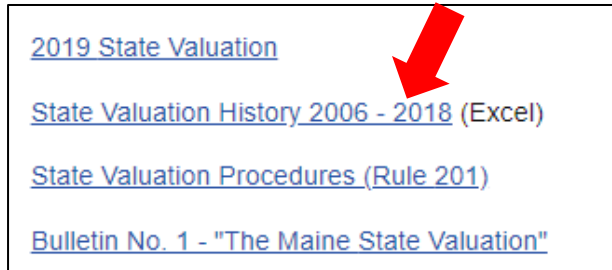 2019 State Valuation
State Valuation History 2006 - 2018 (Excel)
State Valuation Procedures (Rule 201)
Bulletin No. 1 - "The Maine State Valuation"